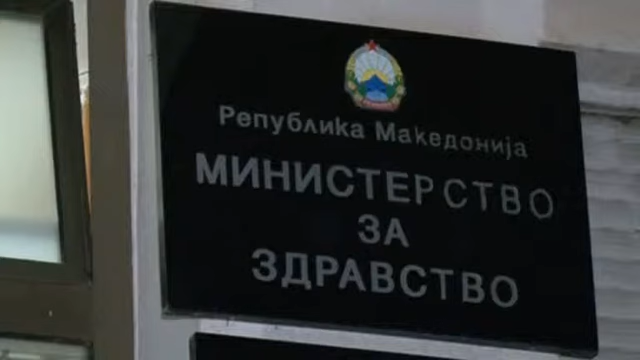 Република Македонија
МИНИСТЕРСТВО
ЗА
ЗДРАВСТВО